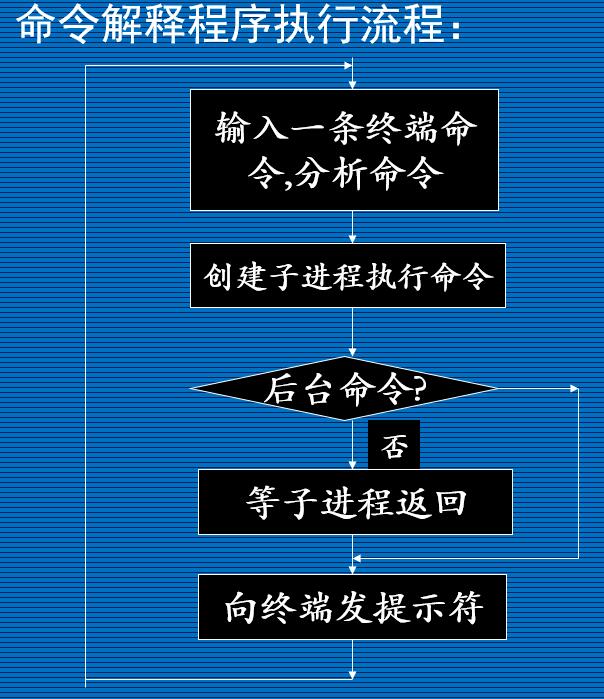 命令解释程序执行流程：
输入一条终端命
令,分析命令
创建子进程执行命令
后台命令?
否
等子进程返回
向终端发提示符